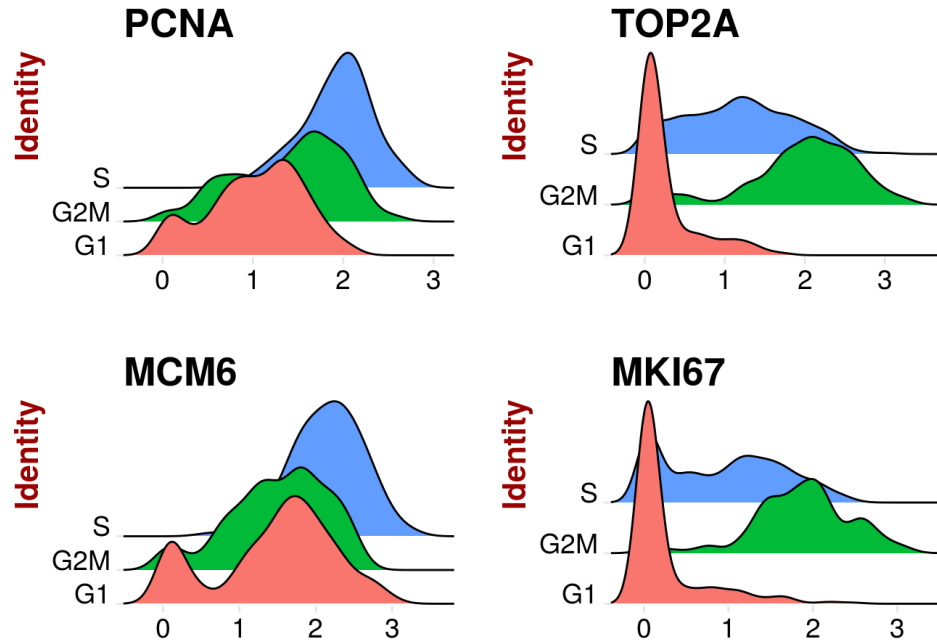 PCNA
Identity
S
G2M
G1
0 1 2 3
TOP2A
Identity
S
G2M
G1
0 1 2 3
MCM6
Identity
S
G2M
G1
0 1 2 3
MKI67
Identity
S
G2M
G1
0 1 2 3